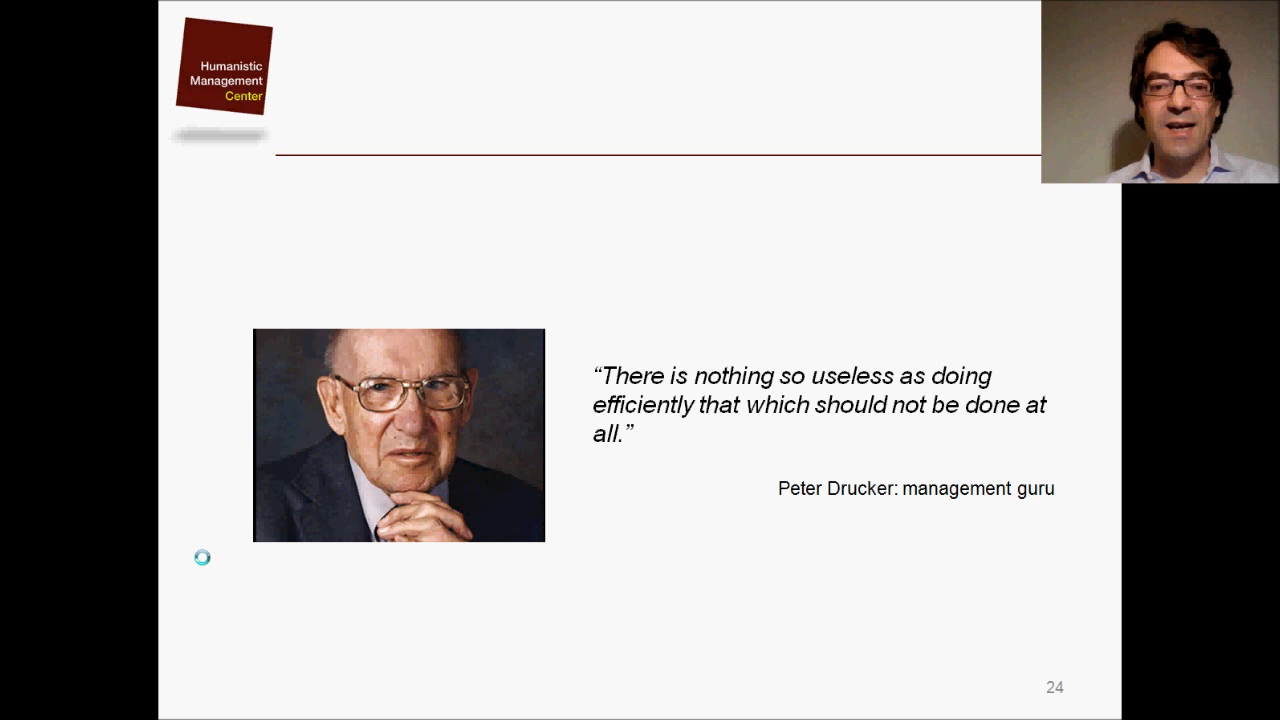 Humanistic
Management
Center
“There is nothing so useless as doing
efficiently that which should not be done at
all.”
Peter Drucker: management guru
24